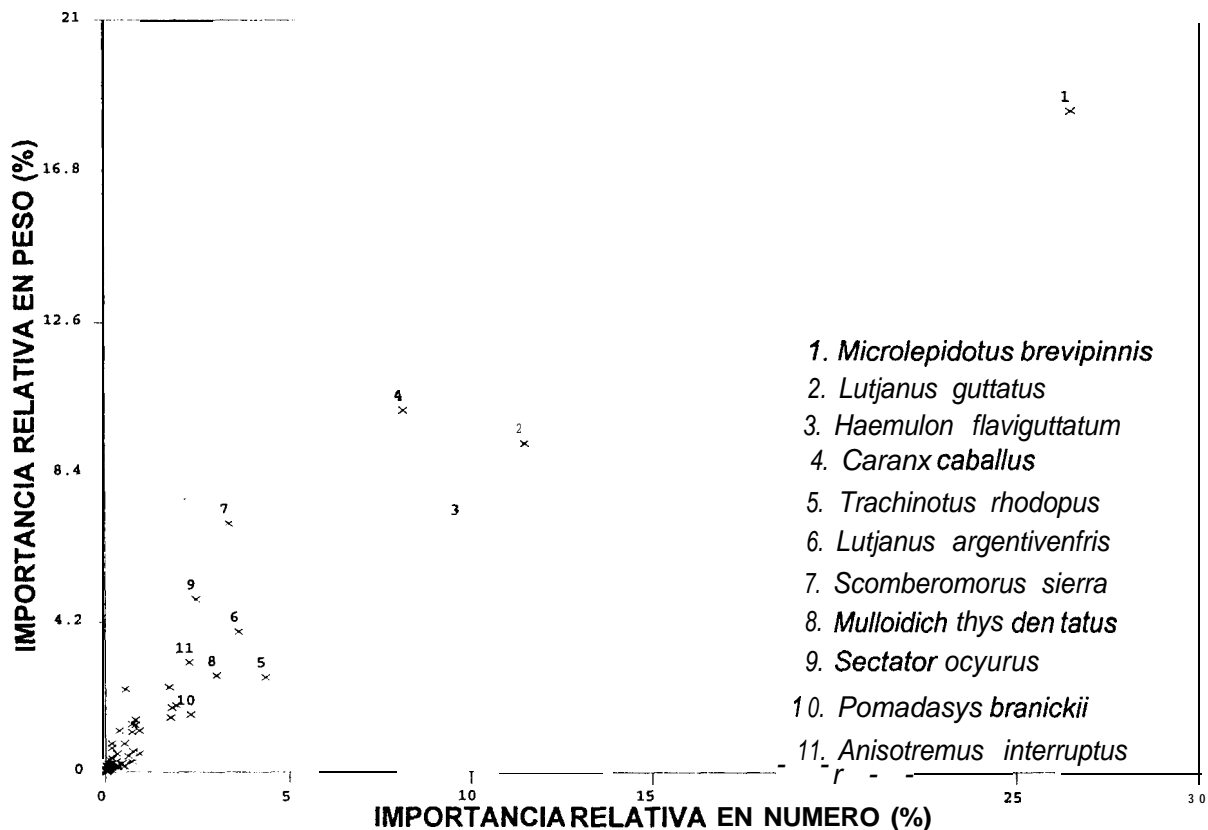 21
1
16.8
IMPORTANCIA RELATIVA EN PESO (%)
12.6
1. Microlepidotus brevipinnis
2. Lutjanus guttatus
3. Haemulon flaviguttatum
4. Caranx caballus
5. Trachinotus rhodopus
6. Lutjanus argentivenfris
7. Scomberomorus sierra
8. Mulloidich thys den tatus
9. Sectator ocyurus
10. Pomadasys branickii
11. Anisotremus interruptus
4
2
8.4
7
3
9
4.2
6
11
8
5
10
0
0
5
10
15
25
30
IMPORTANCIA RELATIVA EN NUMERO (%)